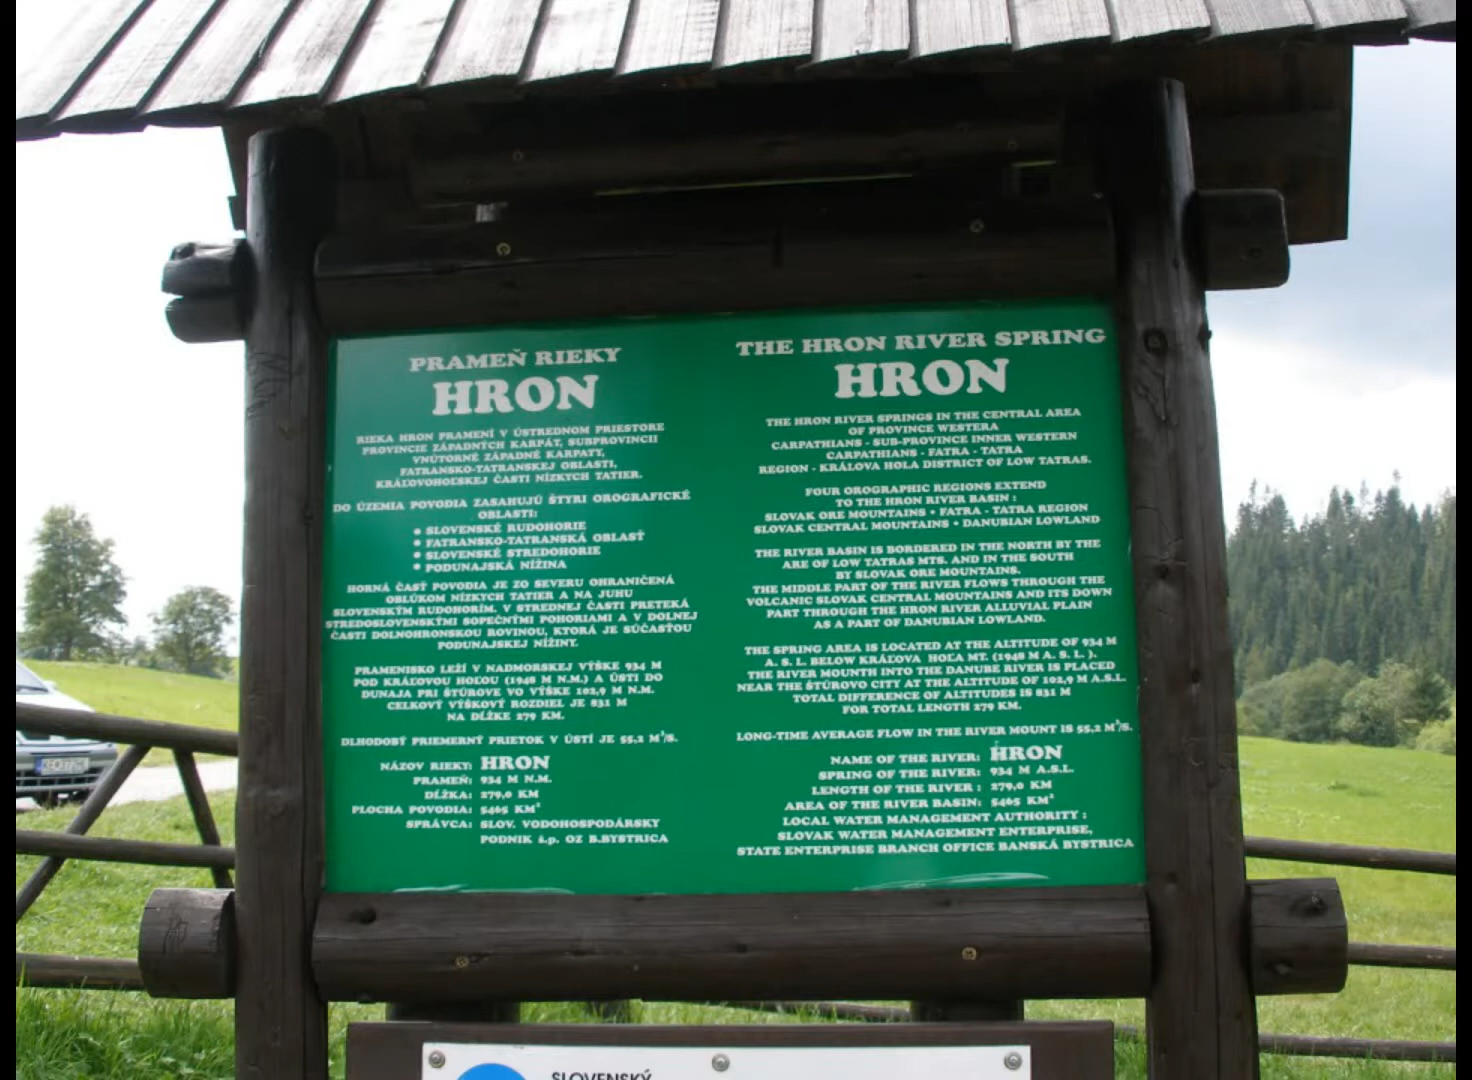 PRAMEŇ RIEKY
HRON
RIEKA HRON PRAMENÍ V ÚSTREDNOM PRIESTORE
PROVINCIE ZÁPADNÝCH KARPÁT, SUBPROVINCII
VNÚTORNÉ ZÁPADNÉ KARPATY,
FATRANSKO-TATRANSKEJ OBLASTI,
KRÁĽOVOHOĽSKEJ ČASTI NÍZKYCH TATIER.
DO ÚZEMIA POVODIA ZASAHUJÚ ŠTYRI OROGRAFICKÉ
OBLASTI:
• SLOVENSKÉ RUDOHORIE
• FATRANSKO-TATRANSKÁ OBLASŤ
• SLOVENSKÉ STREDOHORIE
• PODUNAJSKÁ NÍŽINA
HORNÁ ČASŤ POVODIA JE ZO SEVERU OHRANIČENÁ
OBLÚKOM NÍZKYCH TATIER A NA JUHU
SLOVENSKÝM RUDOHORÍM. V STREDNEJ ČASTI PRETEKÁ
STREDOSLOVENSKÝMI SOPEČNÝMI POHORIAMI A V DOLNEJ
ČASTI DOLNOHRONSKOU ROVINOU, KTORÁ JE SÚČASŤOU
PODUNAJSKEJ NÍŽINY.
PRAMENISKO LEŽÍ V NADMORSKEJ VÝŠKE 934 M
POD KRÁĽOVOU HOĽOU (1948 M N.M.) A ÚSTI DO
DUNAJA PRI ŠTÚROVE VO VÝŠKE 102,9 M N.M.
CELKOVÝ VÝŠKOVÝ ROZDIEL JE 831 M
NA DĹŽKE 279 KM.
DLHODOBÝ PRIEMERNÝ PRIETOK V ÚSTÍ JE 55,2 M³/S.
NÁZOV RIEKY: HRON
PRAMEŇ: 934 M N.M.
DĹŽKA: 279,0 KM
PLOCHA POVODIA: 5465 KM²
SPRÁVCA: SLOV. VODOHOSPODÁRSKY
PODNIK š.p. OZ B.BYSTRICA
THE HRON RIVER SPRING
HRON
THE HRON RIVER SPRINGS IN THE CENTRAL AREA
OF PROVINCE WESTERA
CARPATHIANS - SUB-PROVINCE INNER WESTERN
CARPATHIANS - FATRA - TATRA
REGION - KRÁLOVA HOLA DISTRICT OF LOW TATRAS.
FOUR OROGRAPHIC REGIONS EXTEND
TO THE HRON RIVER BASIN :
SLOVAK ORE MOUNTAINS • FATRA - TATRA REGION
SLOVAK CENTRAL MOUNTAINS • DANUBIAN LOWLAND
THE RIVER BASIN IS BORDERED IN THE NORTH BY THE
ARE OF LOW TATRAS MTS. AND IN THE SOUTH
BY SLOVAK ORE MOUNTAINS.
THE MIDDLE PART OF THE RIVER FLOWS THROUGH THE
VOLCANIC SLOVAK CENTRAL MOUNTAINS AND ITS DOWN
PART THROUGH THE HRON RIVER ALLUVIAL PLAIN
AS A PART OF DANUBIAN LOWLAND.
THE SPRING AREA IS LOCATED AT THE ALTITUDE OF 934 M
A. S. L. BELOW KRÁĽOVA HOĽA MT. (1948 M A. S. L. ).
THE RIVER MOUNTH INTO THE DANUBE RIVER IS PLACED
NEAR THE ŠTÚROVO CITY AT THE ALTITUDE OF 102,9 M A.S.L.
TOTAL DIFFERENCE OF ALTITUDES IS 831 M
FOR TOTAL LENGTH 279 KM.
LONG-TIME AVERAGE FLOW IN THE RIVER MOUNT IS 55,2 M³/S.
NAME OF THE RIVER: HRON
SPRING OF THE RIVER: 934 M A.S.L.
LENGTH OF THE RIVER : 279,0 KM
AREA OF THE RIVER BASIN: 5465 KM²
LOCAL WATER MANAGEMENT AUTHORITY :
SLOVAK WATER MANAGEMENT ENTERPRISE,
STATE ENTERPRISE BRANCH OFFICE BANSKÁ BYSTRICA
SLOVENSKÝ